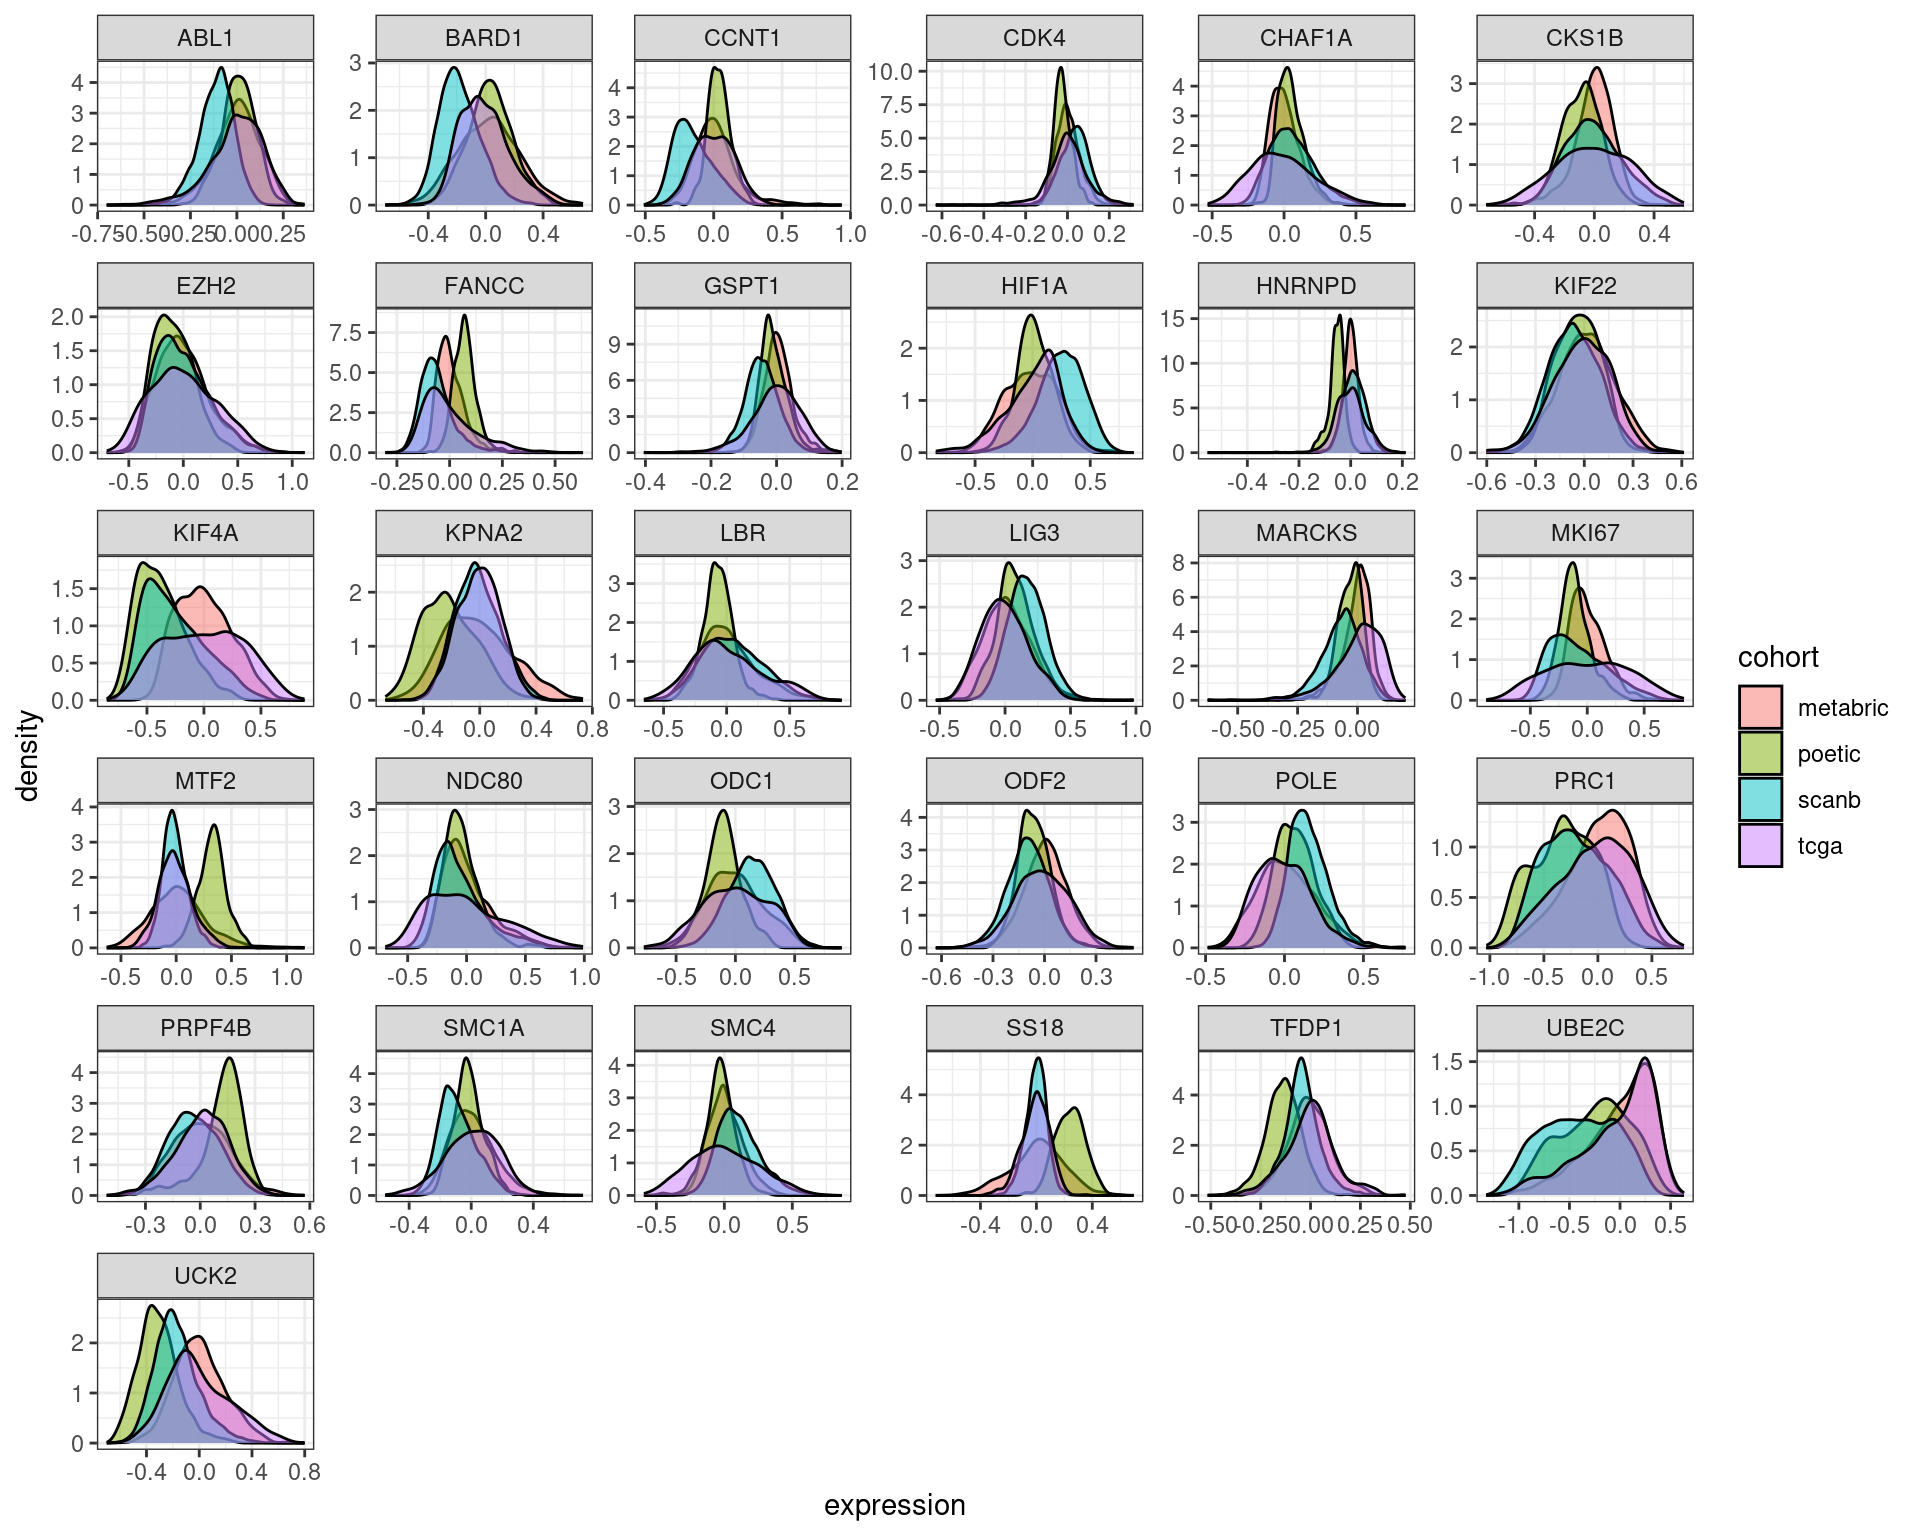 ABL1 BARD1 CCNT1 CDK4 CHAF1A CKS1B
4 3 2 1 0 3 2 1 0 4 3 2 1 0 10.0 7.5 5.0 2.5 0.0 4 3 2 1 0 3 2 1 0
-0.75 -0.50 -0.25 0.00 0.25 -0.4 0.0 0.4 -0.5 0.0 0.5 1.0 -0.6 -0.4 -0.2 0.0 0.2 -0.5 0.0 0.5 -0.4 0.0 0.4
EZH2 FANCC GSPT1 HIF1A HNRNPD KIF22
2.0 1.5 1.0 0.5 0.0 7.5 5.0 2.5 0.0 9 6 3 0 2 1 0 15 10 5 0 2 1 0
-0.5 0.0 0.5 1.0 -0.25 0.00 0.25 0.50 -0.4 -0.2 0.0 0.2 -0.5 0.0 0.5 -0.4 -0.2 0.0 0.2 -0.6 -0.3 0.0 0.3 0.6
KIF4A KPNA2 LBR LIG3 MARCKS MKI67
1.5 1.0 0.5 0.0 2 1 0 3 2 1 0 3 2 1 0 8 6 4 2 0 3 2 1 0
-0.5 0.0 0.5 -0.4 0.0 0.4 0.8 -0.5 0.0 0.5 -0.5 0.0 0.5 1.0 -0.50 -0.25 0.00 -0.5 0.0 0.5
MTF2 NDC80 ODC1 ODF2 POLE PRC1
4 3 2 1 0 3 2 1 0 3 2 1 0 4 3 2 1 0 3 2 1 0 1.0 0.5 0.0
-0.5 0.0 0.5 1.0 -0.5 0.0 0.5 1.0 -0.5 0.0 0.5 -0.6 -0.3 0.0 0.3 -0.5 0.0 0.5 -1.0 -0.5 0.0 0.5
PRPF4B SMC1A SMC4 SS18 TFDP1 UBE2C
4 3 2 1 0 4 3 2 1 0 4 3 2 1 0 4 2 0 4 2 0 1.5 1.0 0.5 0.0
-0.3 0.0 0.3 0.6 -0.4 0.0 0.4 -0.5 0.0 0.5 -0.4 0.0 0.4 -0.50 -0.25 0.00 0.25 0.50 -1.0 -0.5 0.0 0.5
UCK2
2 1 0
-0.4 0.0 0.4 0.8
expression
density
cohort
metabric
poetic
scanb
tcga